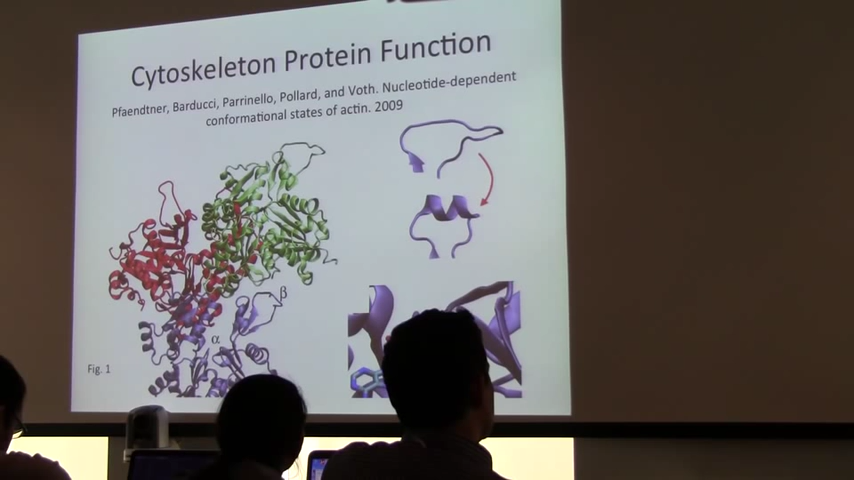 Cytoskeleton Protein Function
Pfaendtner, Barducci, Parrinello, Pollard, and Voth. Nucleotide-dependent
conformational states of actin. 2009
β
α
Fig. 1